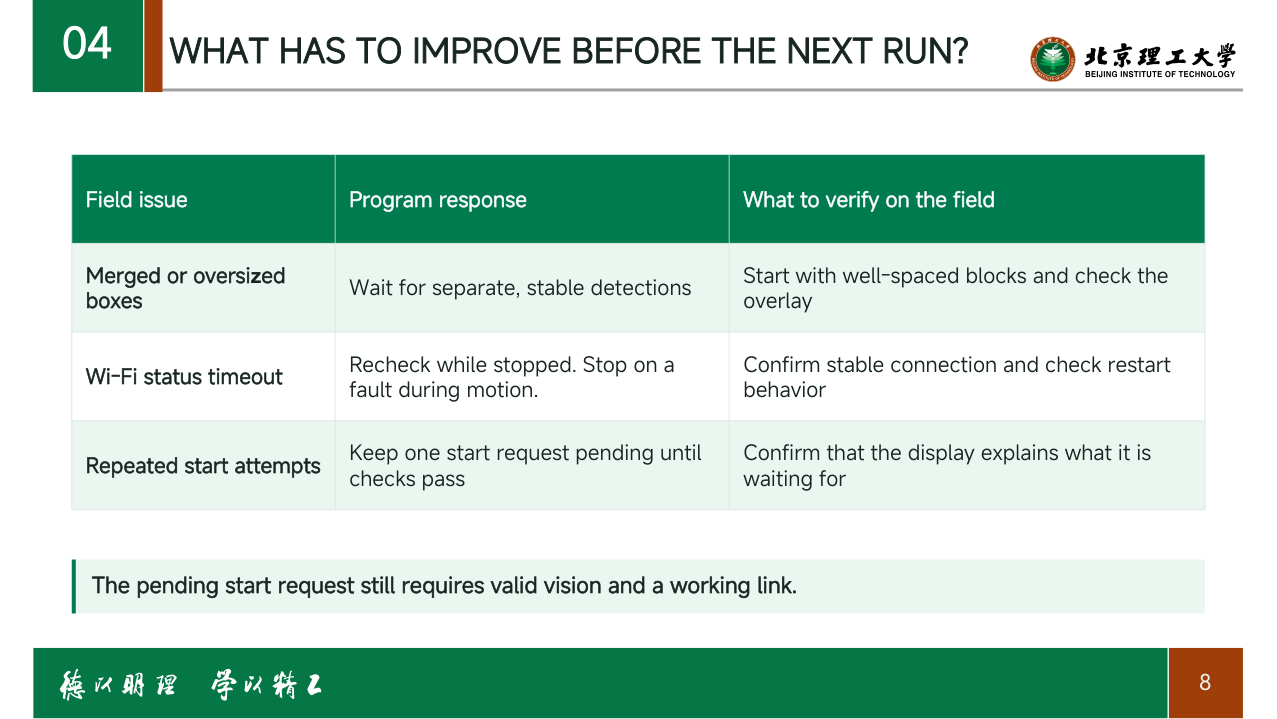 04
WHAT HAS TO IMPROVE BEFORE THE NEXT RUN?
北京理工大学
BEIJING INSTITUTE OF TECHNOLOGY
Field issue
Program response
What to verify on the field
Merged or oversized
boxes
Wait for separate, stable detections
Start with well-spaced blocks and check the
overlay
Wi-Fi status timeout
Recheck while stopped. Stop on a
fault during motion.
Confirm stable connection and check restart
behavior
Repeated start attempts
Keep one start request pending until
checks pass
Confirm that the display explains what it is
waiting for
The pending start request still requires valid vision and a working link.
德以明理 学以精工
8